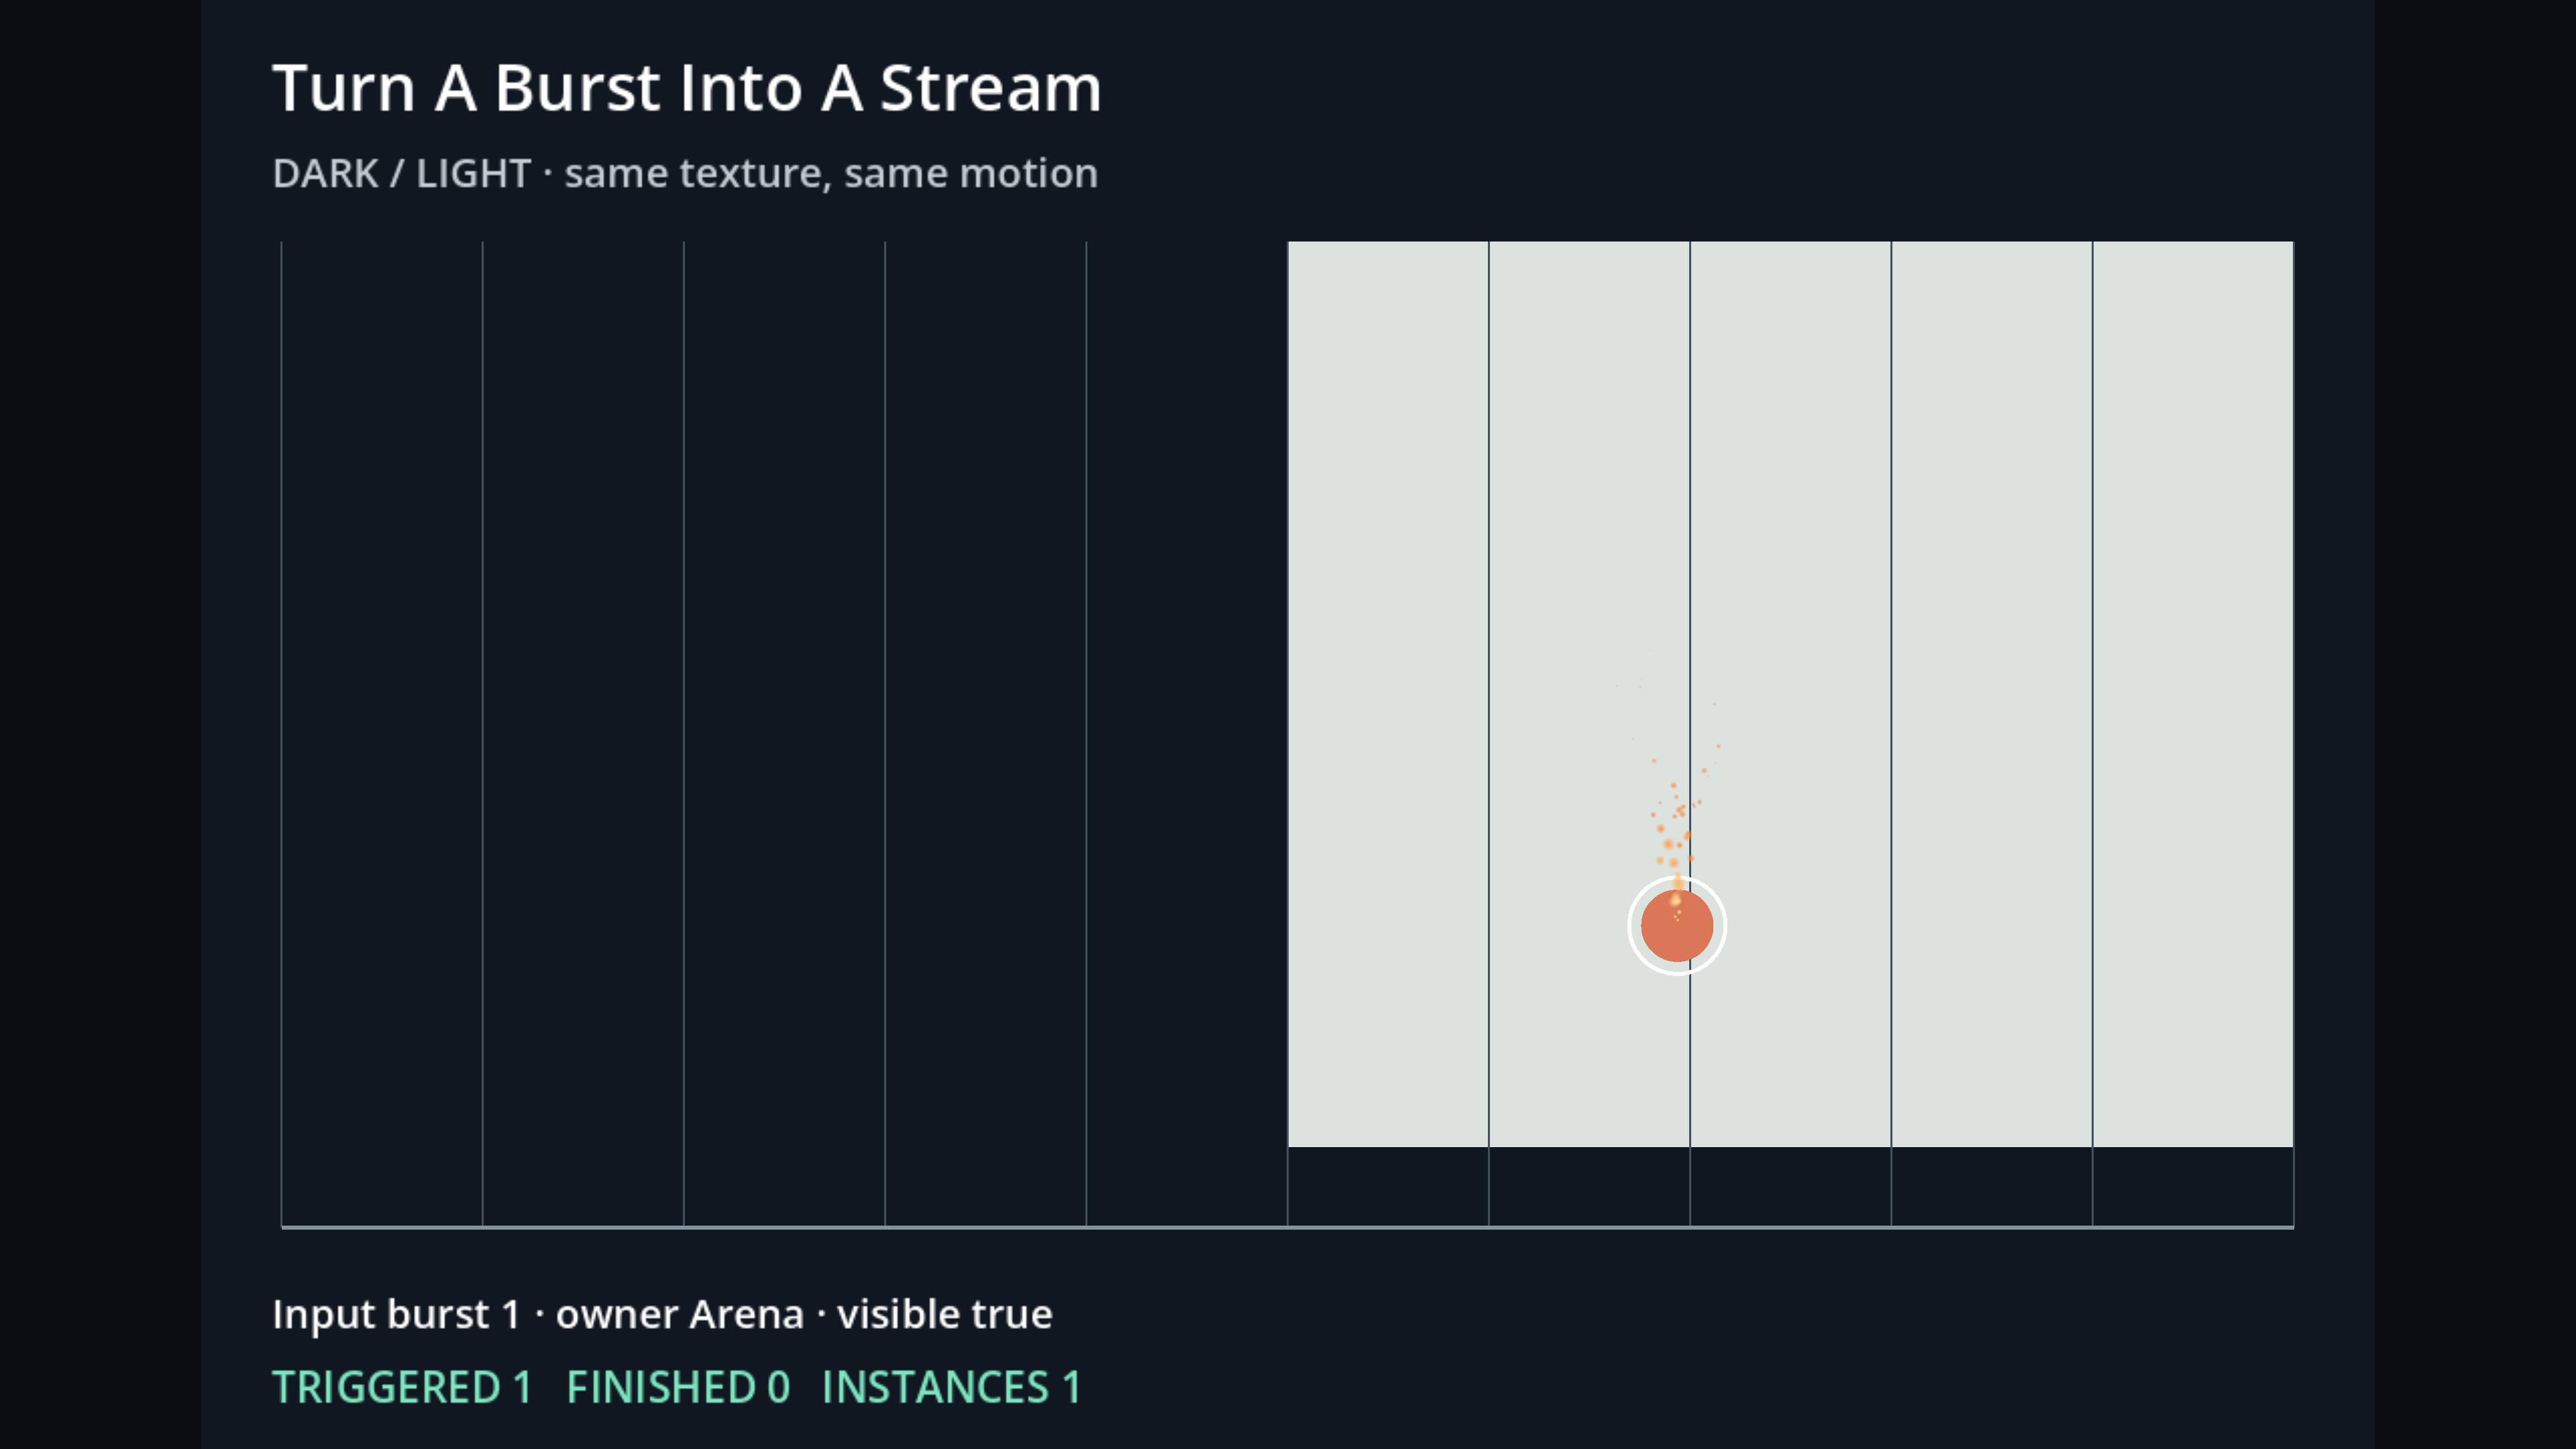 Turn A Burst Into A Stream
DARK / LIGHT · same texture, same motion
Input burst 1 · owner Arena · visible true
TRIGGERED 1 FINISHED 0 INSTANCES 1